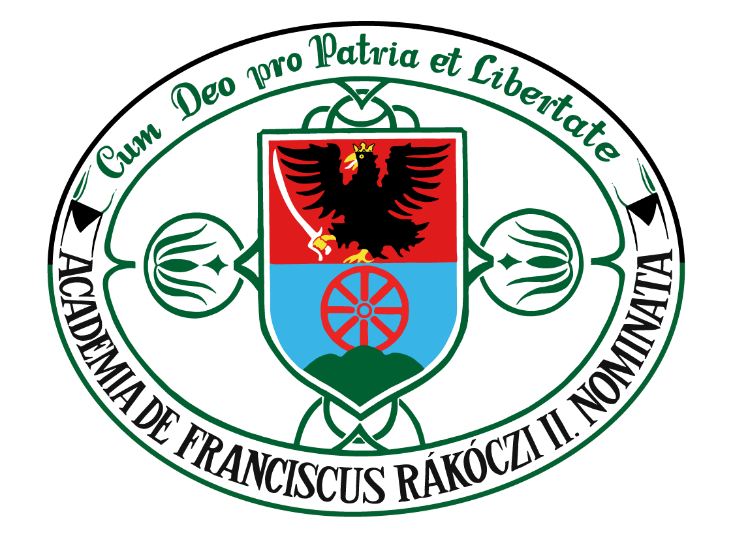 Cum Deo pro Patria et Libertate
ACADEMIA DE FRANCISCUS RÁKÓCZI II. NOMINATA